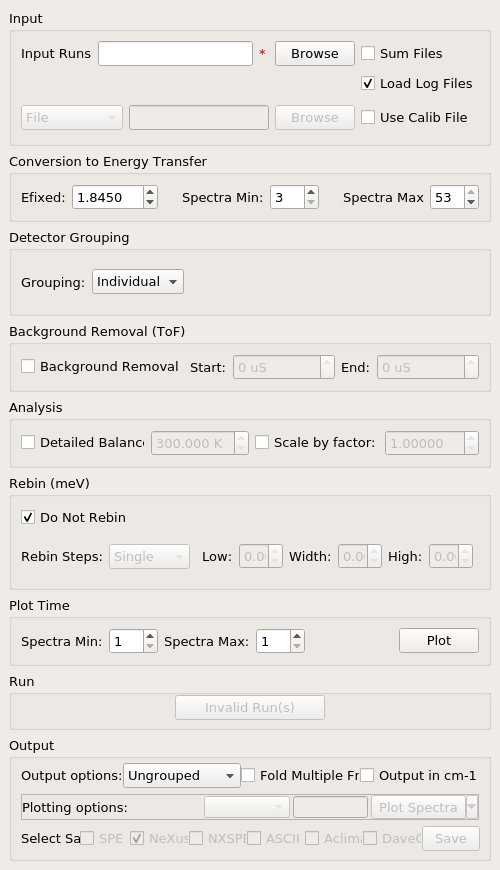 Input
Input Runs * Browse Sum Files
Load Log Files
File Browse Use Calib File
Conversion to Energy Transfer
Efixed: 1.8450 Spectra Min: 3 Spectra Max 53
Detector Grouping
Grouping: Individual
Background Removal (ToF)
Background Removal Start: 0 uS End: 0 uS
Analysis
Detailed Balanc 300.000 K Scale by factor: 1.00000
Rebin (meV)
Do Not Rebin
Rebin Steps: Single Low: 0.0 Width: 0.0 High: 0.0
Plot Time
Spectra Min: 1 Spectra Max: 1 Plot
Run
Invalid Run(s)
Output
Output options: Ungrouped Fold Multiple Fr Output in cm-1
Plotting options: Plot Spectra
Select Sa SPE NeXus NXSPE ASCII Aclim DaveG Save